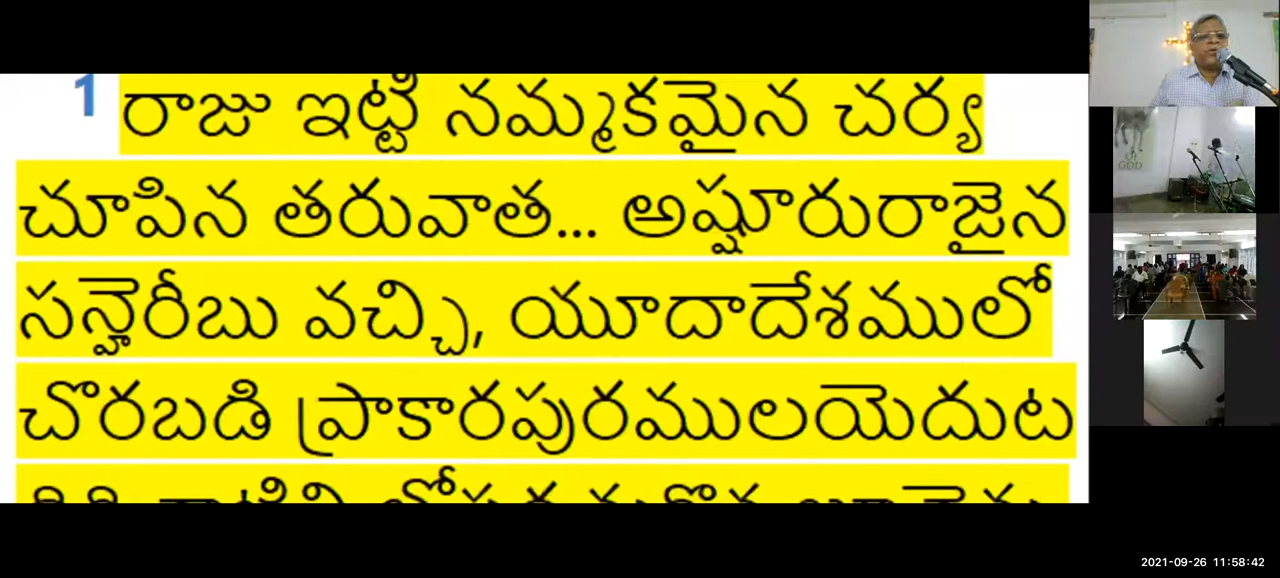 1 రాజు ఇట్టి నమ్మకమైన చర్య
చూపిన తరువాత... అష్షూరురాజైన
సన్హెరీబు వచ్చి, యూదాదేశములో
చొరబడి ప్రాకారపురములయెదుట
GOD
2021-09-26 11:58:42